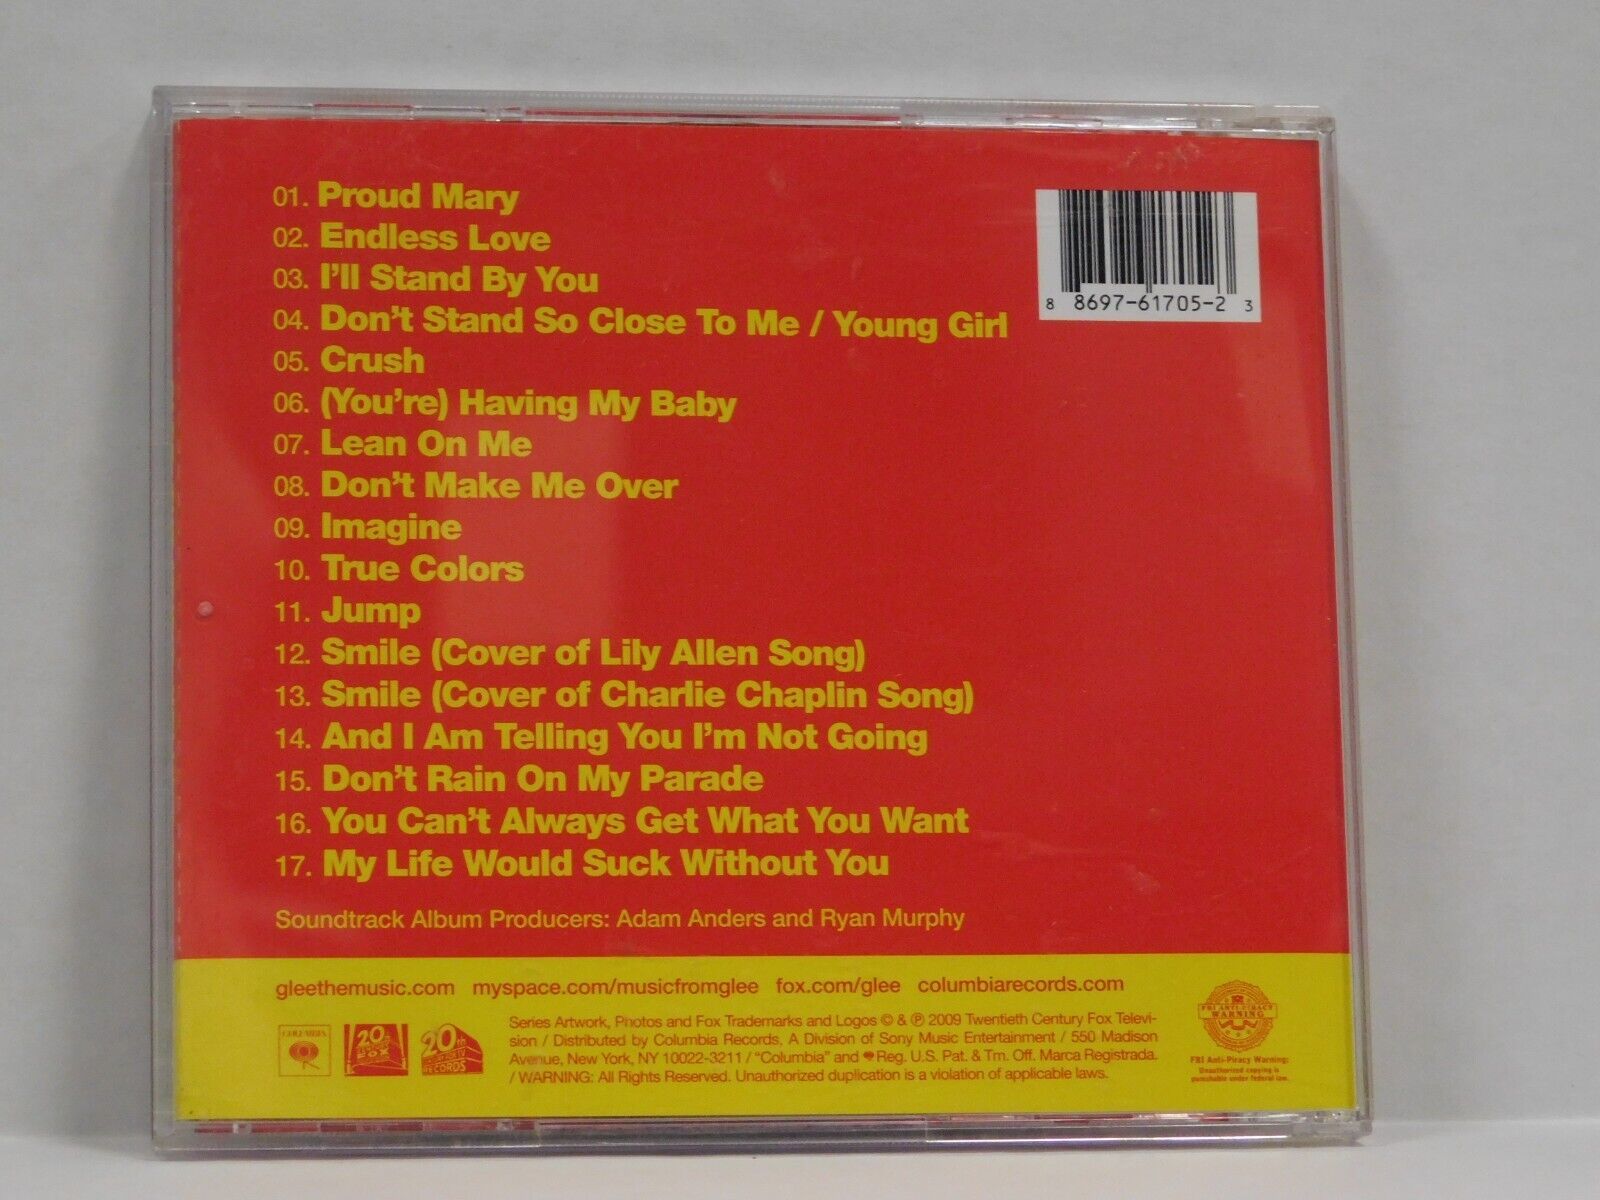 01. Proud Mary
02. Endless Love
03. I'll Stand By You
04. Don't Stand So Close To Me / Young Girl
05. Crush
06. (You're) Having My Baby
07. Lean On Me
08. Don't Make Me Over
09. Imagine
10. True Colors
11. Jump
12. Smile (Cover of Lily Allen Song)
13. Smile (Cover of Charlie Chaplin Song)
14. And I Am Telling You I'm Not Going
15. Don't Rain On My Parade
16. You Can't Always Get What You Want
17. My Life Would Suck Without You
8 8697-61705-2 3
Soundtrack Album Producers: Adam Anders and Ryan Murphy
gleethemusic.com myspace.com/musicfromglee fox.com/glee columbiarecords.com
COLUMBIA
20th
CENTURY
FOX
20th
CENTURY FOX TV
RECORDS
Series Artwork, Photos and Fox Trademarks and Logos © & ℗ 2009 Twentieth Century Fox Televi-
sion / Distributed by Columbia Records. A Division of Sony Music Entertainment / 550 Madison
Avenue, New York, NY 10022-3211 / "Columbia" and Reg. U.S. Pat. & Tm. Off. Marca Registrada.
/ WARNING: All Rights Reserved. Unauthorized duplication is a violation of applicable laws.
FBI ANTI-PIRACY
WARNING
FBI Anti-Piracy Warning:
Unauthorized copying is
punishable under federal law.